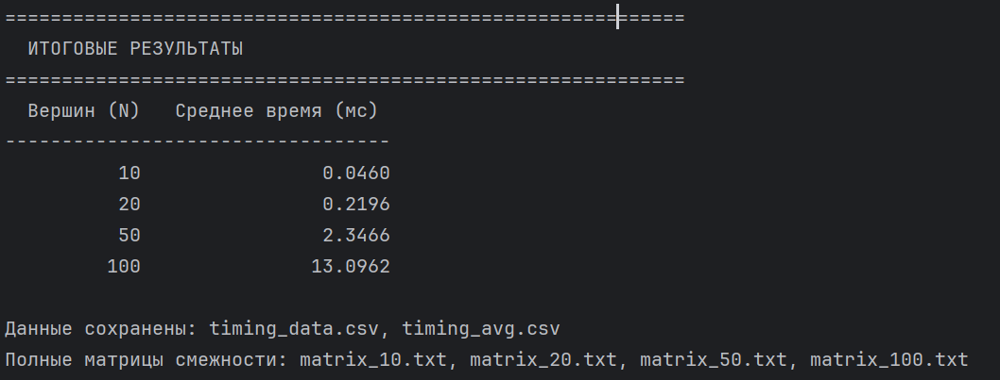 ============================================================
ИТОГОВЫЕ РЕЗУЛЬТАТЫ
============================================================
Вершин (N)   Среднее время (мс)
----------------------------------
10                0.0460
20                0.2196
50                2.3466
100               13.0962
Данные сохранены: timing_data.csv, timing_avg.csv
Полные матрицы смежности: matrix_10.txt, matrix_20.txt, matrix_50.txt, matrix_100.txt